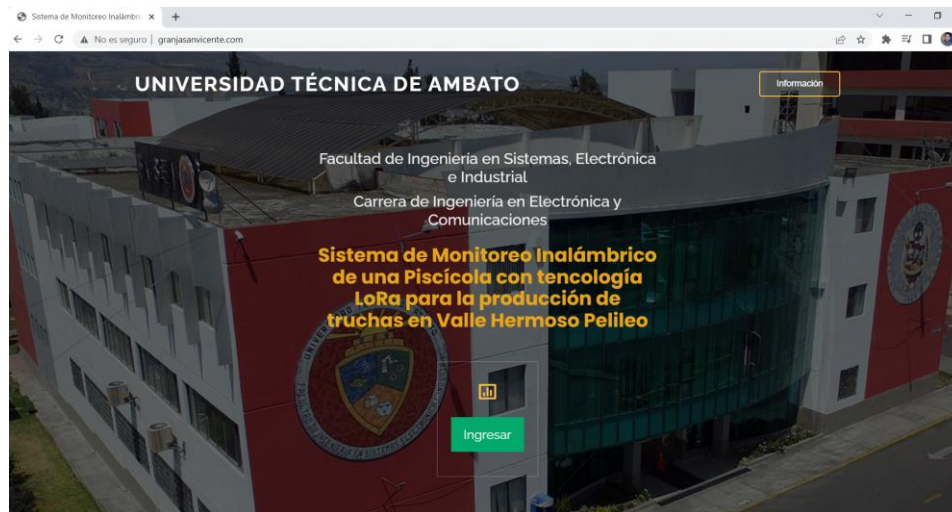 Sistema de Monitoreo Inalámbri
No es seguro | granjasanvicente.com
UNIVERSIDAD TÉCNICA DE AMBATO
Información
Facultad de Ingeniería en Sistemas, Electrónica
e Industrial
Carrera de Ingeniería en Electrónica y
Comunicaciones
Sistema de Monitoreo Inalámbrico
de una Piscícola con tencología
LoRa para la producción de
truchas en Valle Hermoso Pelileo
Ingresar